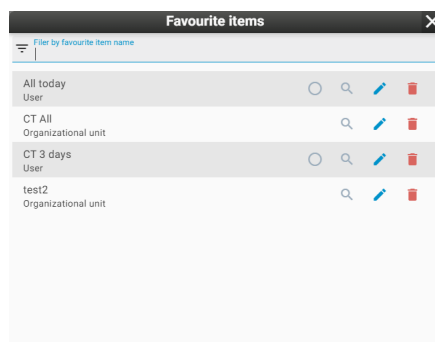 Favourite items
Filer by favourite item name
All today
User
CT All
Organizational unit
CT 3 days
User
test2
Organizational unit